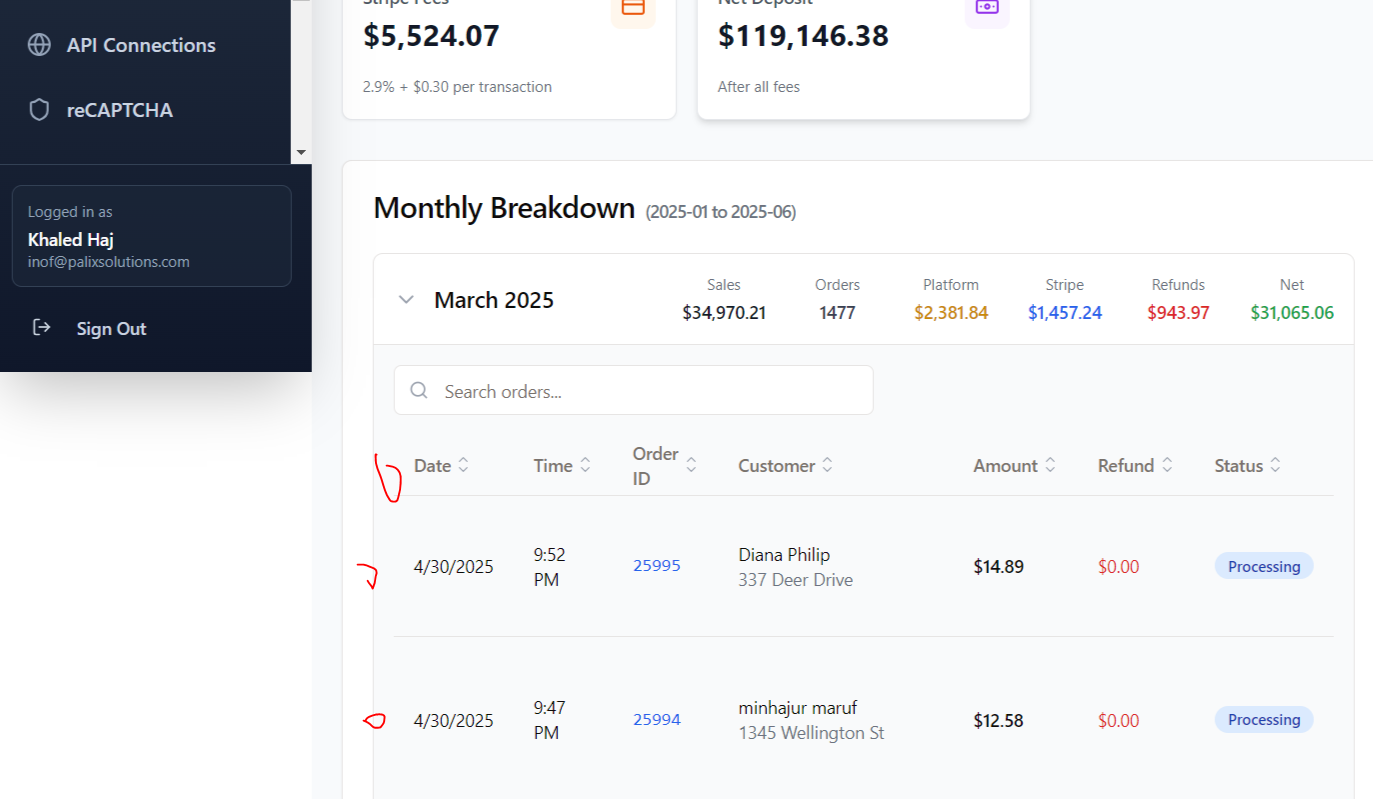 Stripe Fees
Net Deposit
API Connections
$5,524.07
$119,146.38
2.9% + $0.30 per transaction
After all fees
reCAPTCHA
Logged in as
Khaled Haj
inof@palixsolutions.com
Sign Out
Monthly Breakdown (2025-01 to 2025-06)
March 2025
Sales Orders Platform Stripe Refunds Net
$34,970.21 1477 $2,381.84 $1,457.24 $943.97 $31,065.06
Search orders...
Date Time Order ID Customer Amount Refund Status
4/30/2025 9:52 PM 25995 Diana Philip $14.89 $0.00 Processing
337 Deer Drive
4/30/2025 9:47 PM 25994 minhajur maruf $12.58 $0.00 Processing
1345 Wellington St